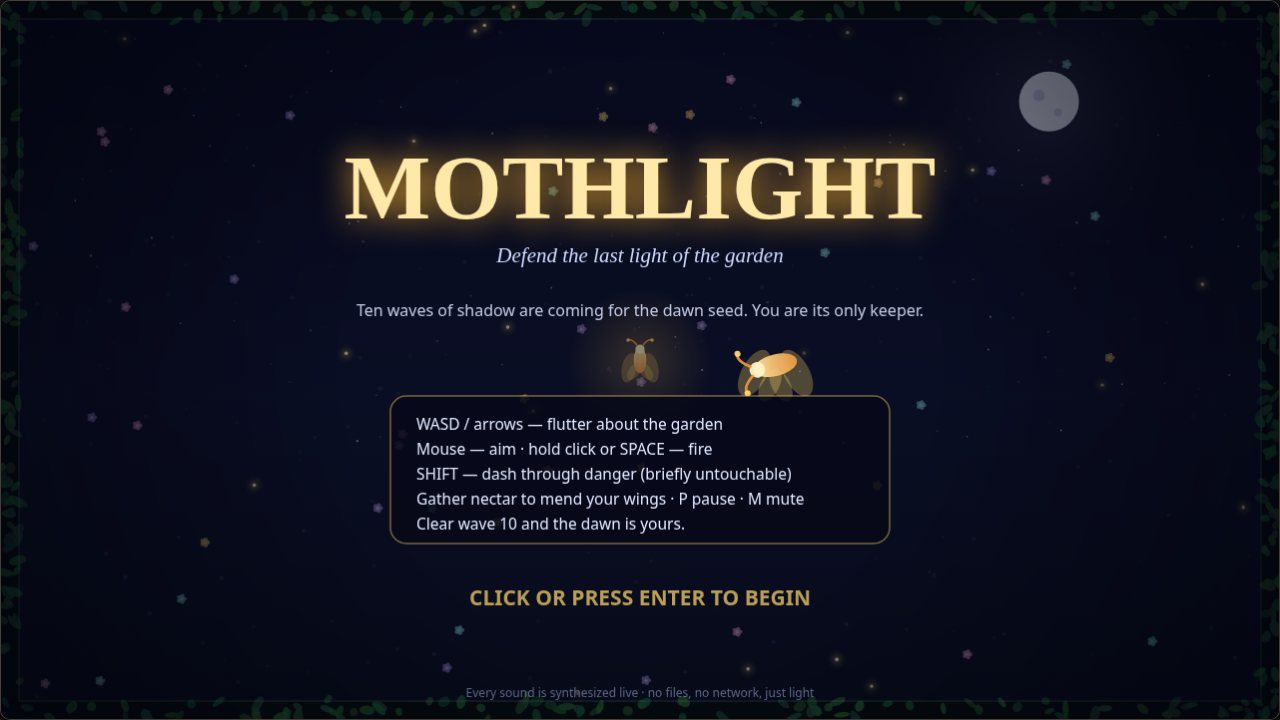 MOTHLIGHT
Defend the last light of the garden
Ten waves of shadow are coming for the dawn seed. You are its only keeper.
WASD / arrows — flutter about the garden
Mouse — aim · hold click or SPACE — fire
SHIFT — dash through danger (briefly untouchable)
Gather nectar to mend your wings · P pause · M mute
Clear wave 10 and the dawn is yours.
CLICK OR PRESS ENTER TO BEGIN
Every sound is synthesized live · no files, no network, just light